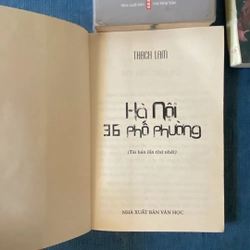 THẠCH LAM
Hà Nội
36 phố phường
(Tái bản lần thứ nhất)
NHÀ XUẤT BẢN VĂN HỌC